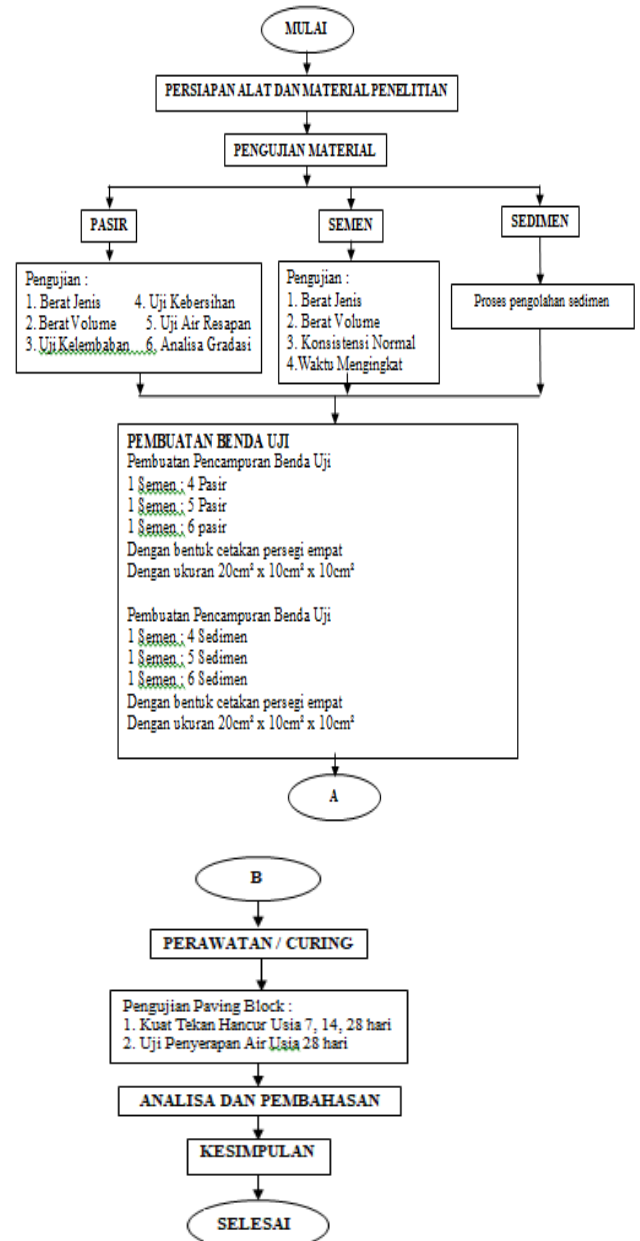 MULAI
PERSIAPAN ALAT DAN MATERIAL PENELITIAN
PENGUJIAN MATERIAL
PASIR
SEMEN
SEDIMEN
Pengujian :
1. Berat Jenis 4. Uji Kebersihan
2. Berat Volume 5. Uji Air Resapan
3. Uji Kelembaban 6, Analisa Gradasi
Pengujian :
1. Berat Jenis
2. Berat Volume
3. Konsistensi Normal
4.Waktu Mengingkat
Proses pengolahan sedimen
PEMBUATAN BENDA UJI
Pembuatan Pencampuran Benda Uji
1 Semen ; 4 Pasir
1 Semen ; 5 Pasir
1 Semen ; 6 pasir
Dengan bentuk cetakan persegi empat
Dengan ukuran 20cm² x 10cm² x 10cm²
Pembuatan Pencampuran Benda Uji
1 Semen ; 4 Sedimen
1 Semen ; 5 Sedimen
1 Semen ; 6 Sedimen
Dengan bentuk cetakan persegi empat
Dengan ukuran 20cm² x 10cm² x 10cm²
A
B
PERAWATAN / CURING
Pengujian Paving Block :
1. Kuat Tekan Hancur Usia 7, 14, 28 hari
2. Uji Penyerapan Air Usia 28 hari
ANALISA DAN PEMBAHASAN
KESIMPULAN
SELESAI